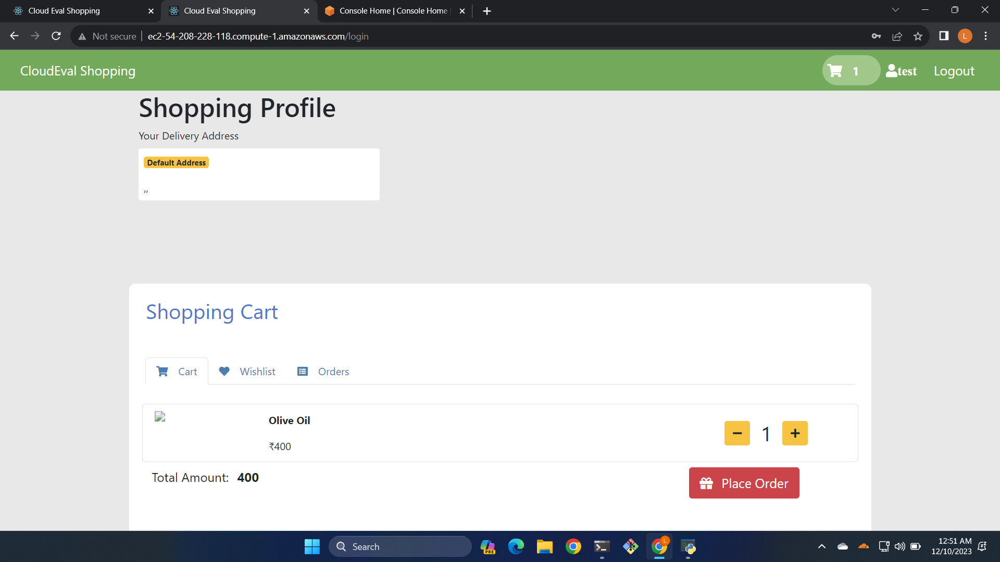 Cloud Eval Shopping
Cloud Eval Shopping
Console Home | Console Home
Not secure
ec2-54-208-228-118.compute-1.amazonaws.com/login
L
CloudEval Shopping
1
test
Logout
Shopping Profile
Your Delivery Address
Default Address
,,
Shopping Cart
Cart
Wishlist
Orders
Olive Oil
₹400
1
Total Amount: 400
Place Order
Search
PRE
L
12:51 AM
12/10/2023